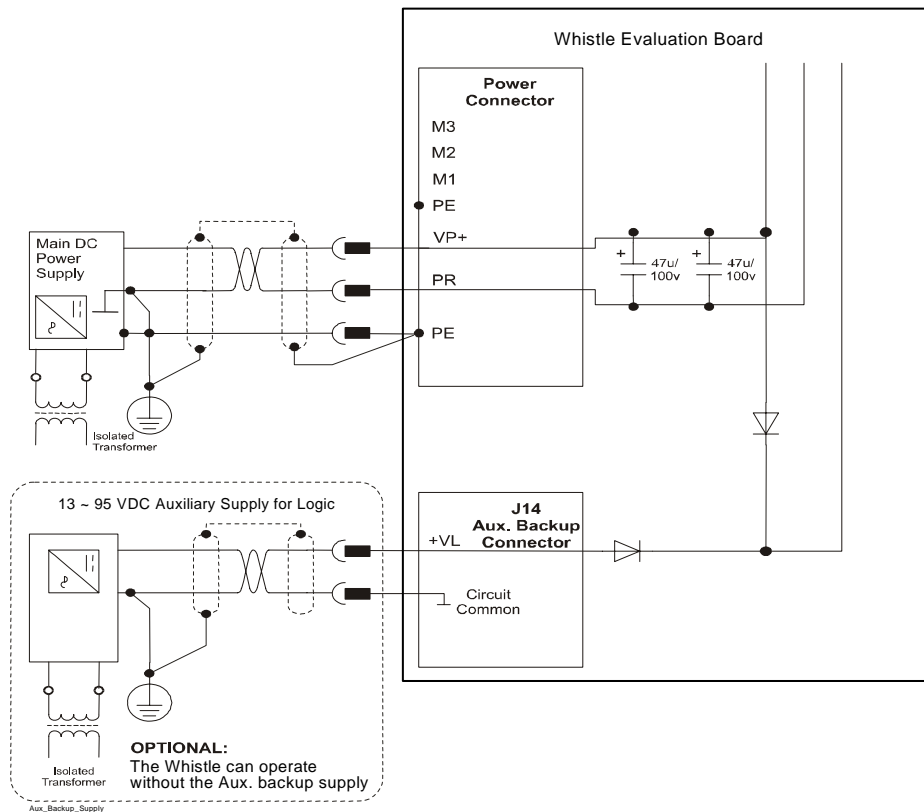 Whistle Evaluation Board
Power
Connector
M3
M2
M1
PE
VP+
PR
PE
Main DC
Power
Supply
+
47u/
100v
+
47u/
100v
Isolated
Transformer
13 ~ 95 VDC Auxiliary Supply for Logic
J14
Aux. Backup
Connector
+VL
Circuit
Common
Isolated
Transformer
OPTIONAL:
The Whistle can operate
without the Aux. backup supply
Aux_Backup_Supply